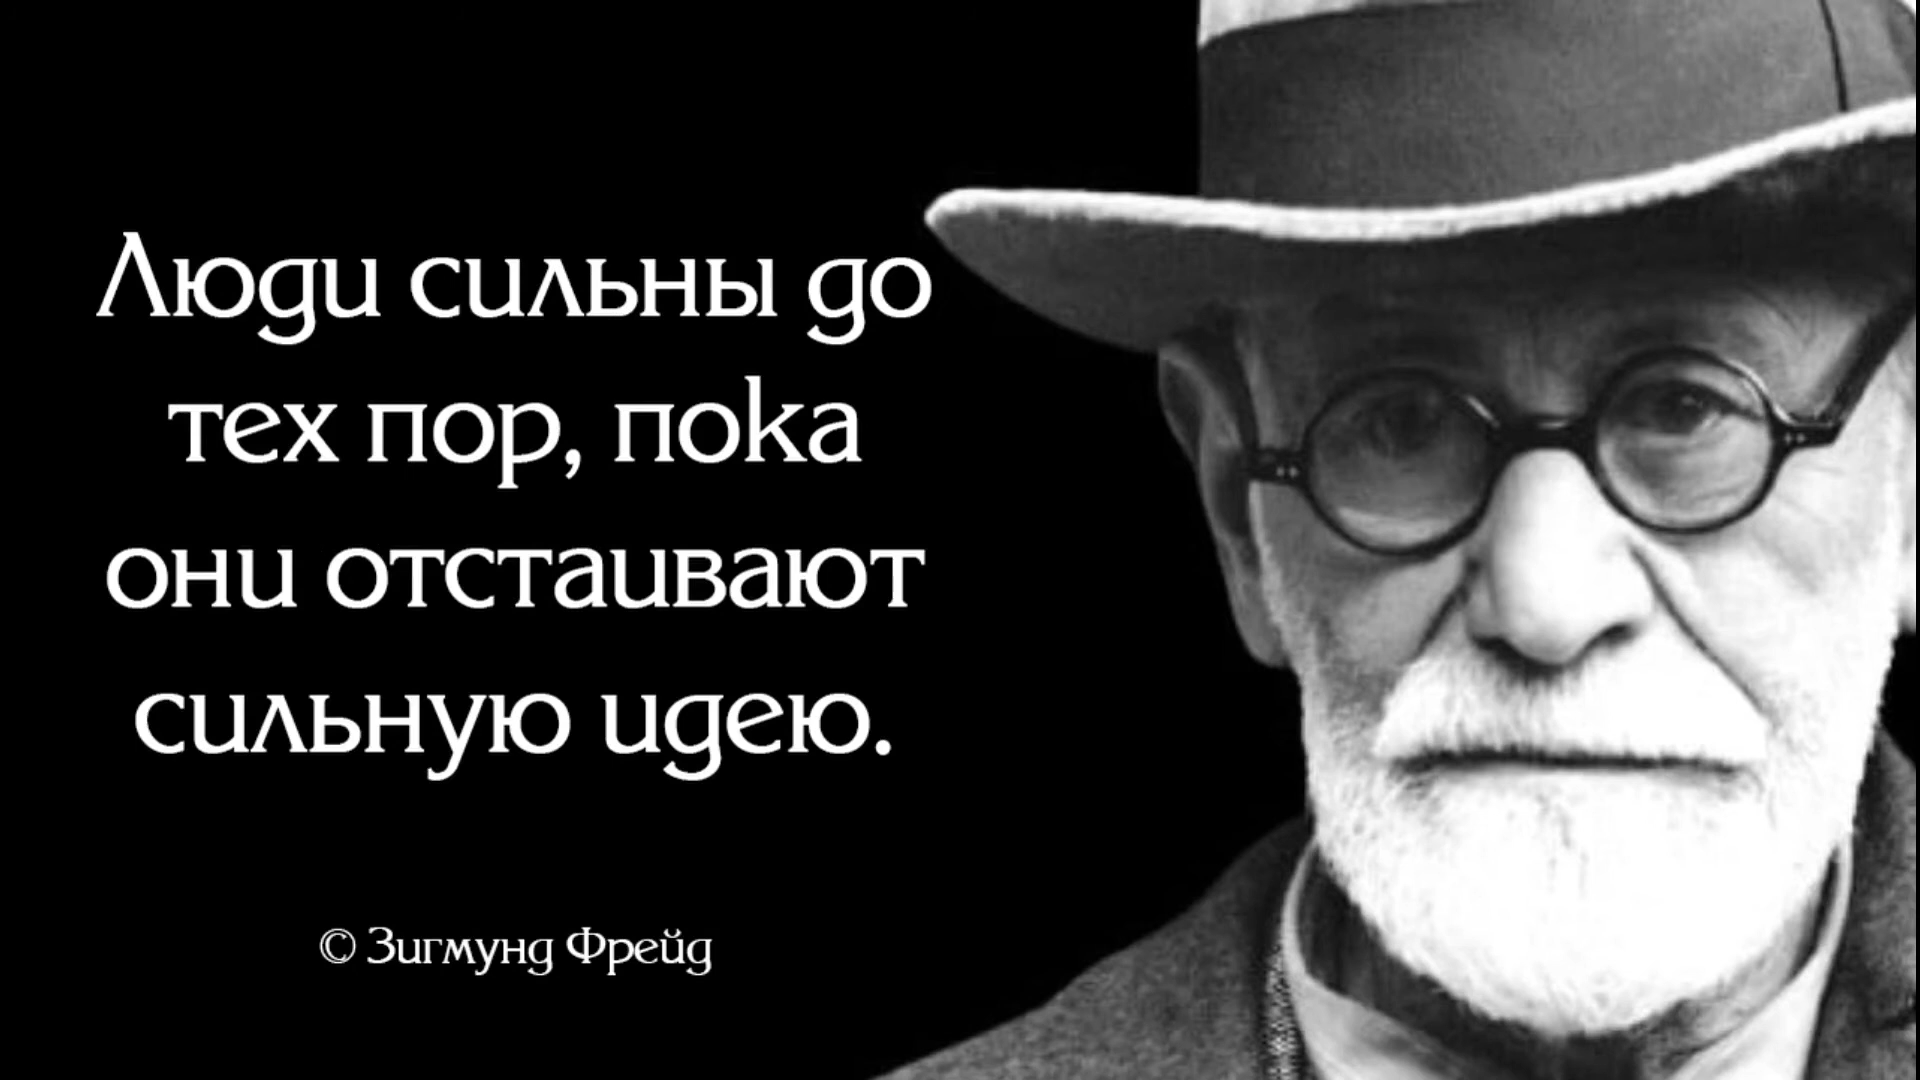 Люди сильны до
тех пор, пока
они отстаивают
сильную идею.
© Зигмунд Фрейд